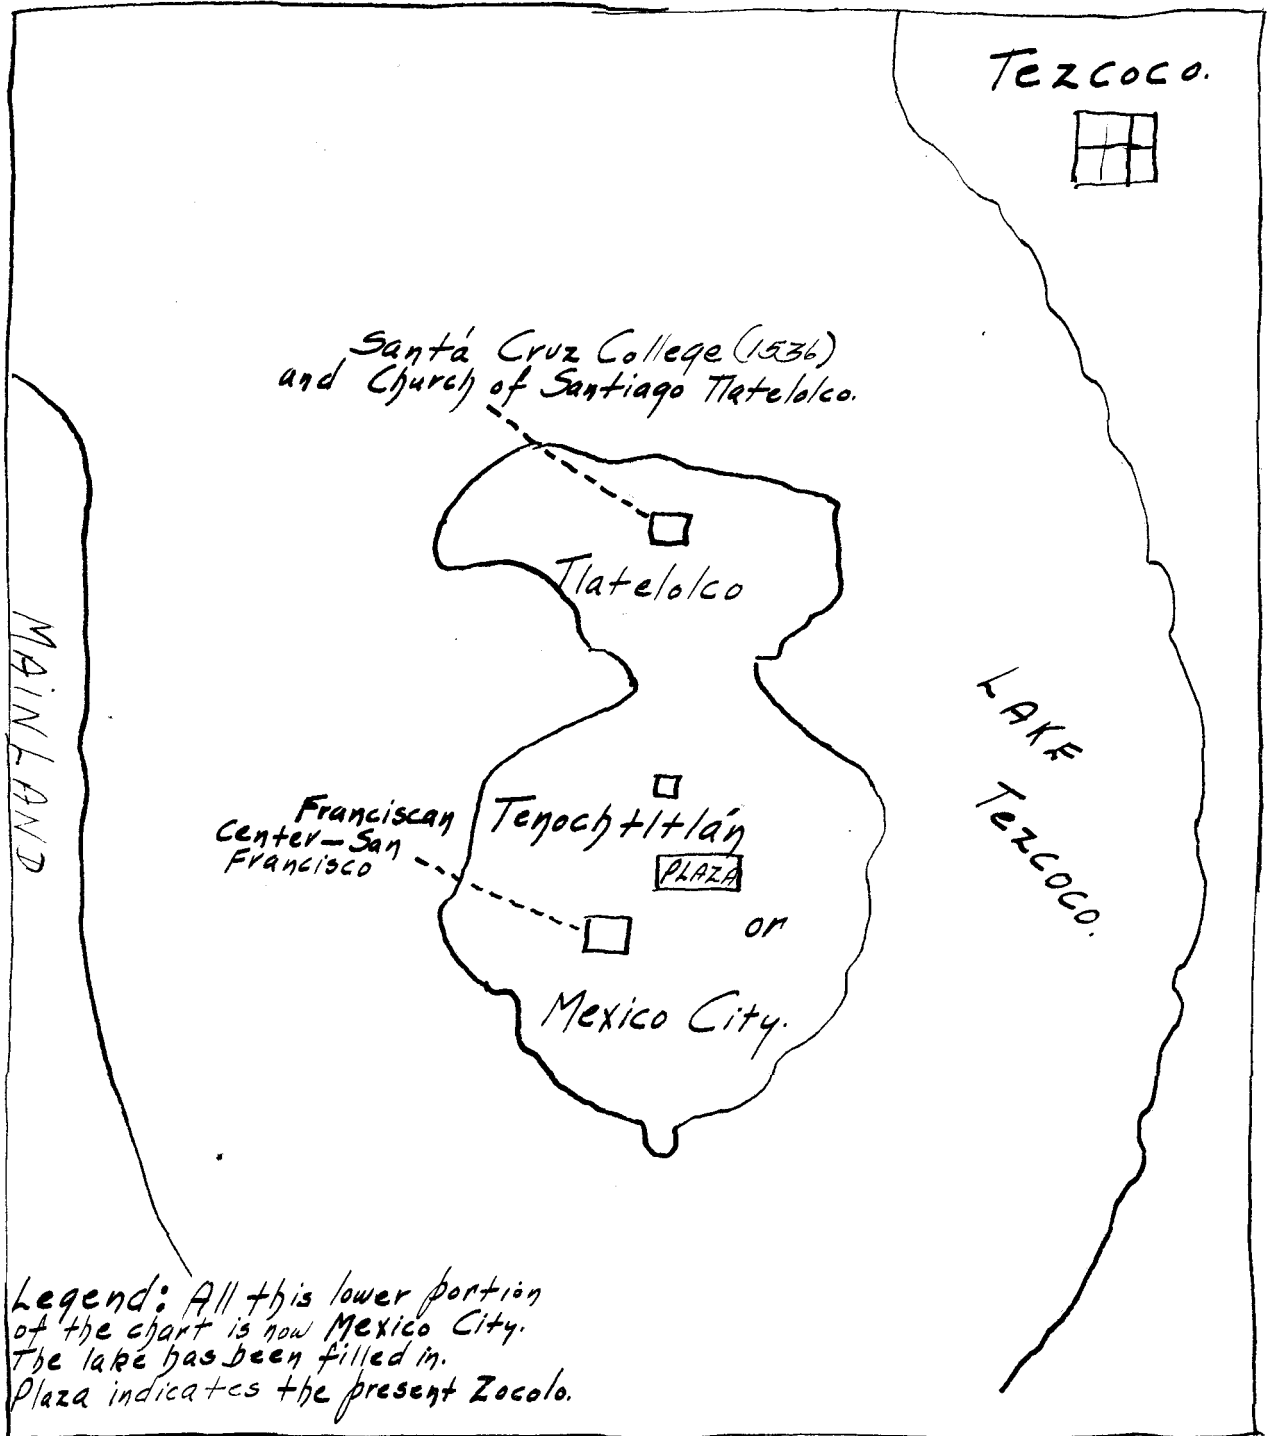 Tezcoco.
Santá Cruz College (1536)
and Church of Santiago Tlatelolco.
Tlatelolco
MAINLAND
LAKE
Tezcoco.
Franciscan
Center—San
Francisco
Tenochtitlán
PLAZA
or
Mexico City.
Legend: All this lower portion
of the chart is now Mexico City.
The lake has been filled in.
Plaza indicates the present Zocolo.